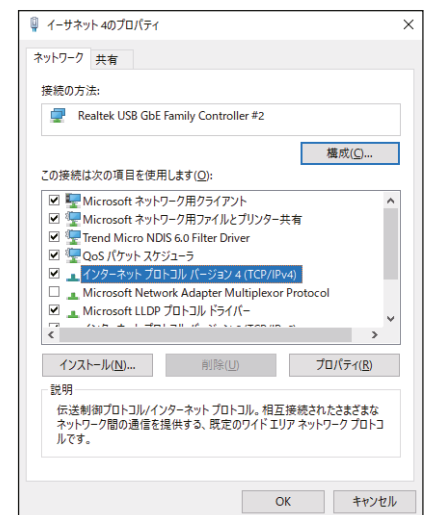 イーサネット 4のプロパティ
ネットワーク 共有
接続の方法:
Realtek USB GbE Family Controller #2
構成(C)...
この接続は次の項目を使用します(O):
Microsoft ネットワーク用クライアント
Microsoft ネットワーク用ファイルとプリンター共有
Trend Micro NDIS 6.0 Filter Driver
QoS パケット スケジューラ
インターネット プロトコル バージョン 4 (TCP/IPv4)
Microsoft Network Adapter Multiplexor Protocol
Microsoft LLDP プロトコル ドライバー
インストール(N)... 削除(U) プロパティ(R)
説明
伝送制御プロトコル/インターネット プロトコル。相互接続されたさまざまな
ネットワーク間の通信を提供する、既定のワイド エリア ネットワーク プロトコ
ルです。
OK キャンセル